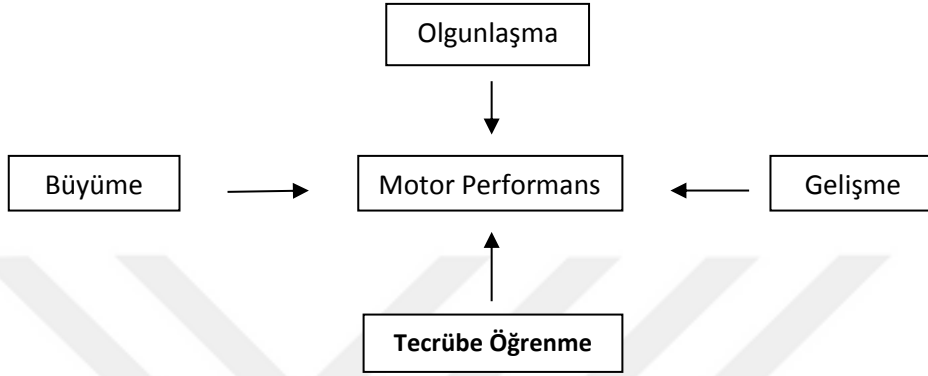 Olgunlaşma
Büyüme
Motor Performans
Gelişme
Tecrübe Öğrenme